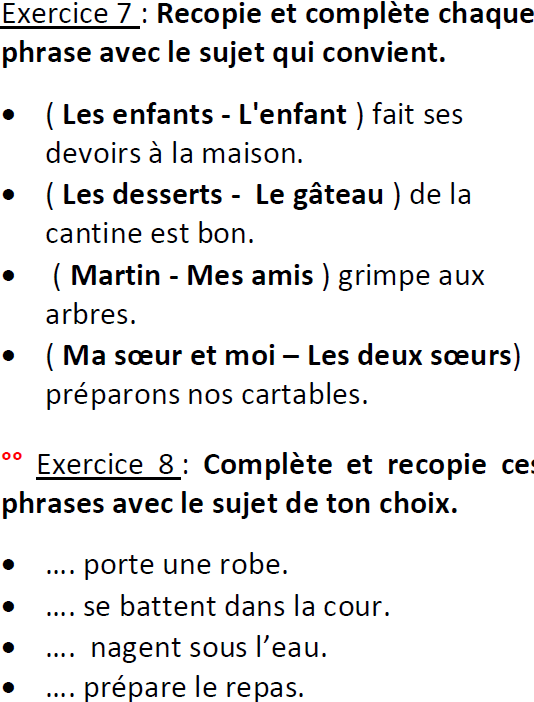 Exercice 7 : Recopie et complète chaque
phrase avec le sujet qui convient.
• ( Les enfants - L'enfant ) fait ses
devoirs à la maison.
• ( Les desserts - Le gâteau ) de la
cantine est bon.
• ( Martin - Mes amis ) grimpe aux
arbres.
• ( Ma sœur et moi – Les deux sœurs)
préparons nos cartables.
°° Exercice 8 : Complète et recopie ces
phrases avec le sujet de ton choix.
• .... porte une robe.
• .... se battent dans la cour.
• .... nagent sous l’eau.
• .... prépare le repas.